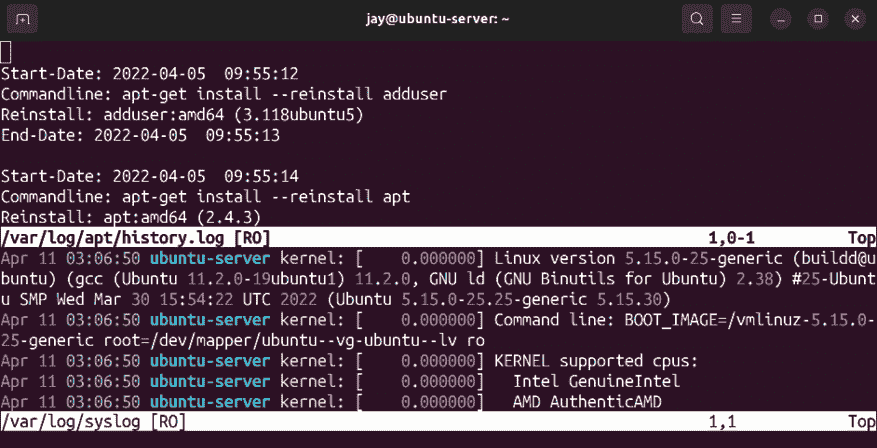 jay@ubuntu-server: ~
Start-Date: 2022-04-05  09:55:12
Commandline: apt-get install --reinstall adduser
Reinstall: adduser:amd64 (3.118ubuntu5)
End-Date: 2022-04-05  09:55:13
Start-Date: 2022-04-05  09:55:14
Commandline: apt-get install --reinstall apt
Reinstall: apt:amd64 (2.4.3)
/var/log/apt/history.log [RO] 1,0-1 Top
Apr 11 03:06:50 ubuntu-server kernel: [    0.000000] Linux version 5.15.0-25-generic (buildd@u
buntu) (gcc (Ubuntu 11.2.0-19ubuntu1) 11.2.0, GNU ld (GNU Binutils for Ubuntu) 2.38) #25-Ubunt
u SMP Wed Mar 30 15:54:22 UTC 2022 (Ubuntu 5.15.0-25.25-generic 5.15.30)
Apr 11 03:06:50 ubuntu-server kernel: [    0.000000] Command line: BOOT_IMAGE=/vmlinuz-5.15.0-
25-generic root=/dev/mapper/ubuntu--vg-ubuntu--lv ro
Apr 11 03:06:50 ubuntu-server kernel: [    0.000000] KERNEL supported cpus:
Apr 11 03:06:50 ubuntu-server kernel: [    0.000000]   Intel GenuineIntel
Apr 11 03:06:50 ubuntu-server kernel: [    0.000000]   AMD AuthenticAMD
/var/log/syslog [RO] 1,1 Top